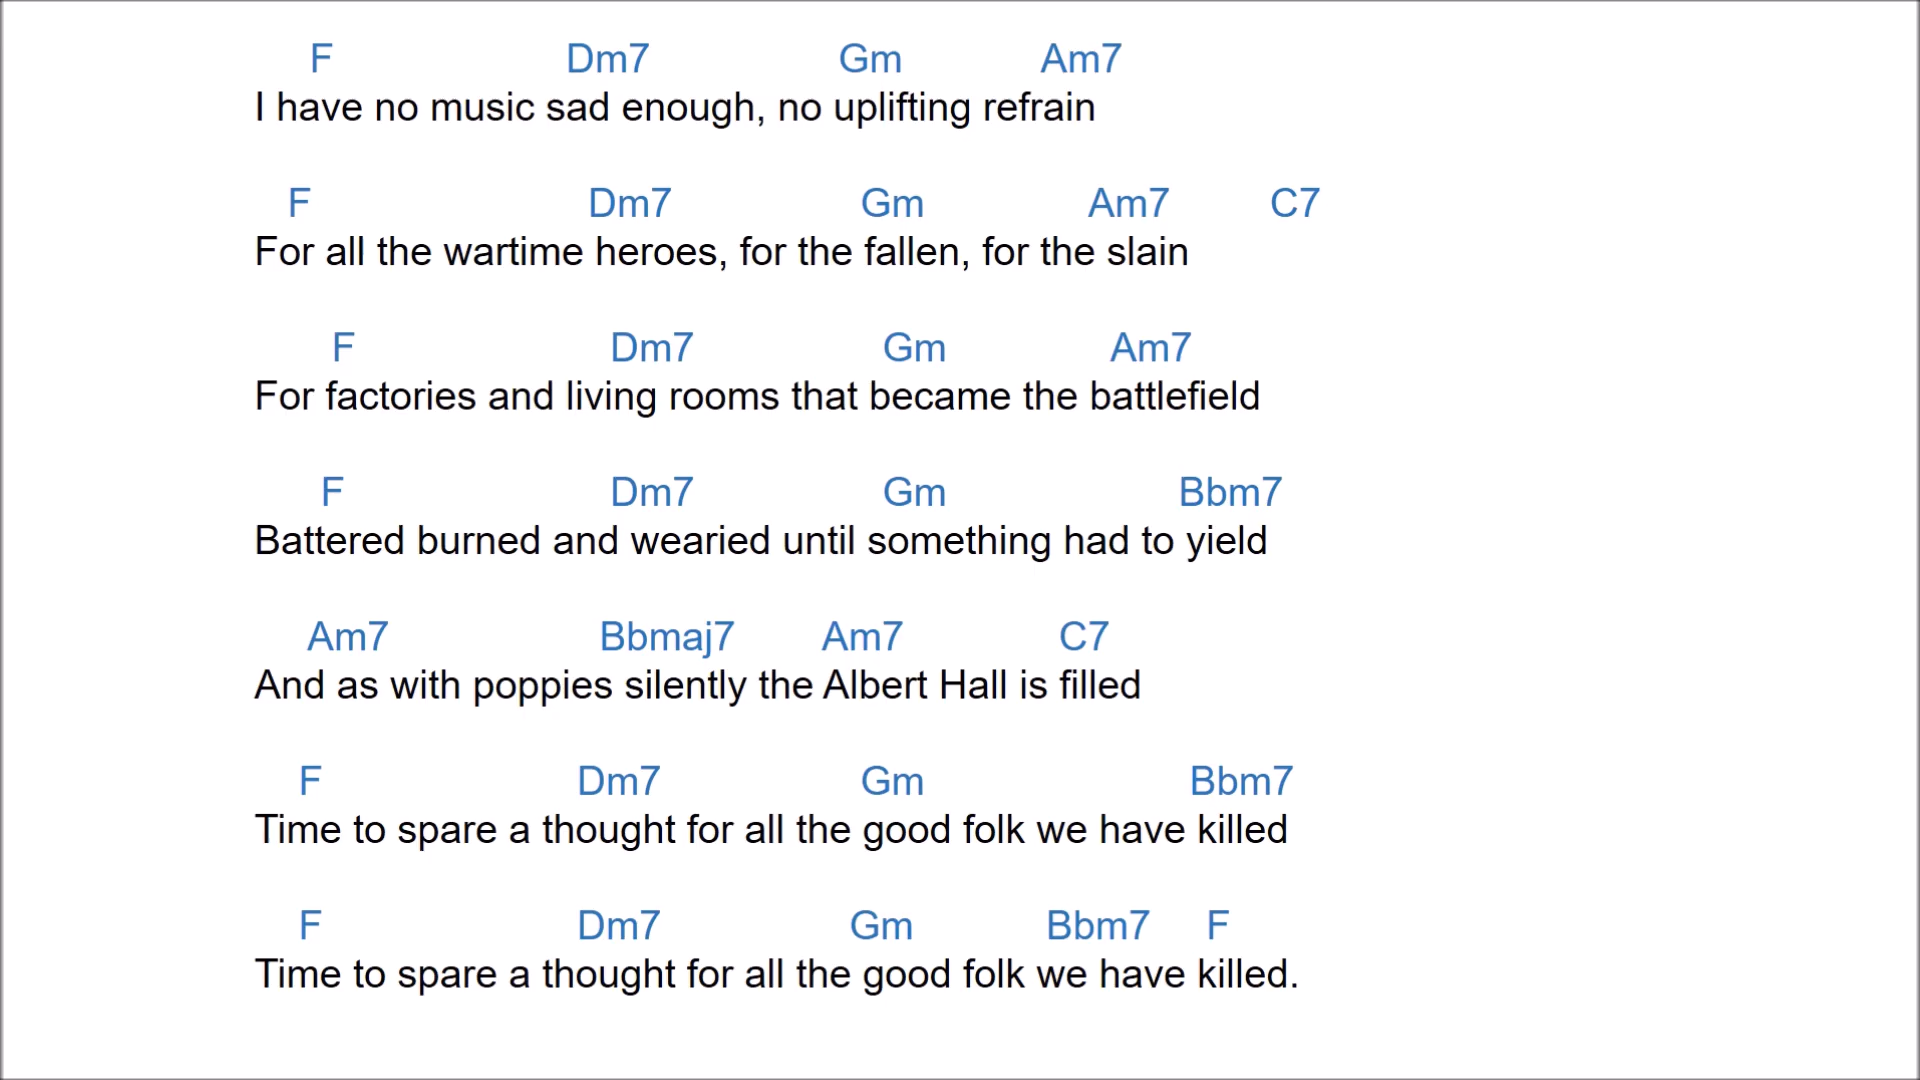 F Dm7 Gm Am7
I have no music sad enough, no uplifting refrain
F Dm7 Gm Am7 C7
For all the wartime heroes, for the fallen, for the slain
F Dm7 Gm Am7
For factories and living rooms that became the battlefield
F Dm7 Gm Bbm7
Battered burned and wearied until something had to yield
Am7 Bbmaj7 Am7 C7
And as with poppies silently the Albert Hall is filled
F Dm7 Gm Bbm7
Time to spare a thought for all the good folk we have killed
F Dm7 Gm Bbm7 F
Time to spare a thought for all the good folk we have killed.